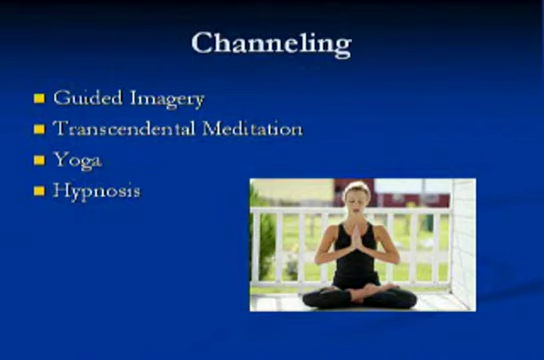 Channeling
Guided Imagery
Transcendental Meditation
Yoga
Hypnosis